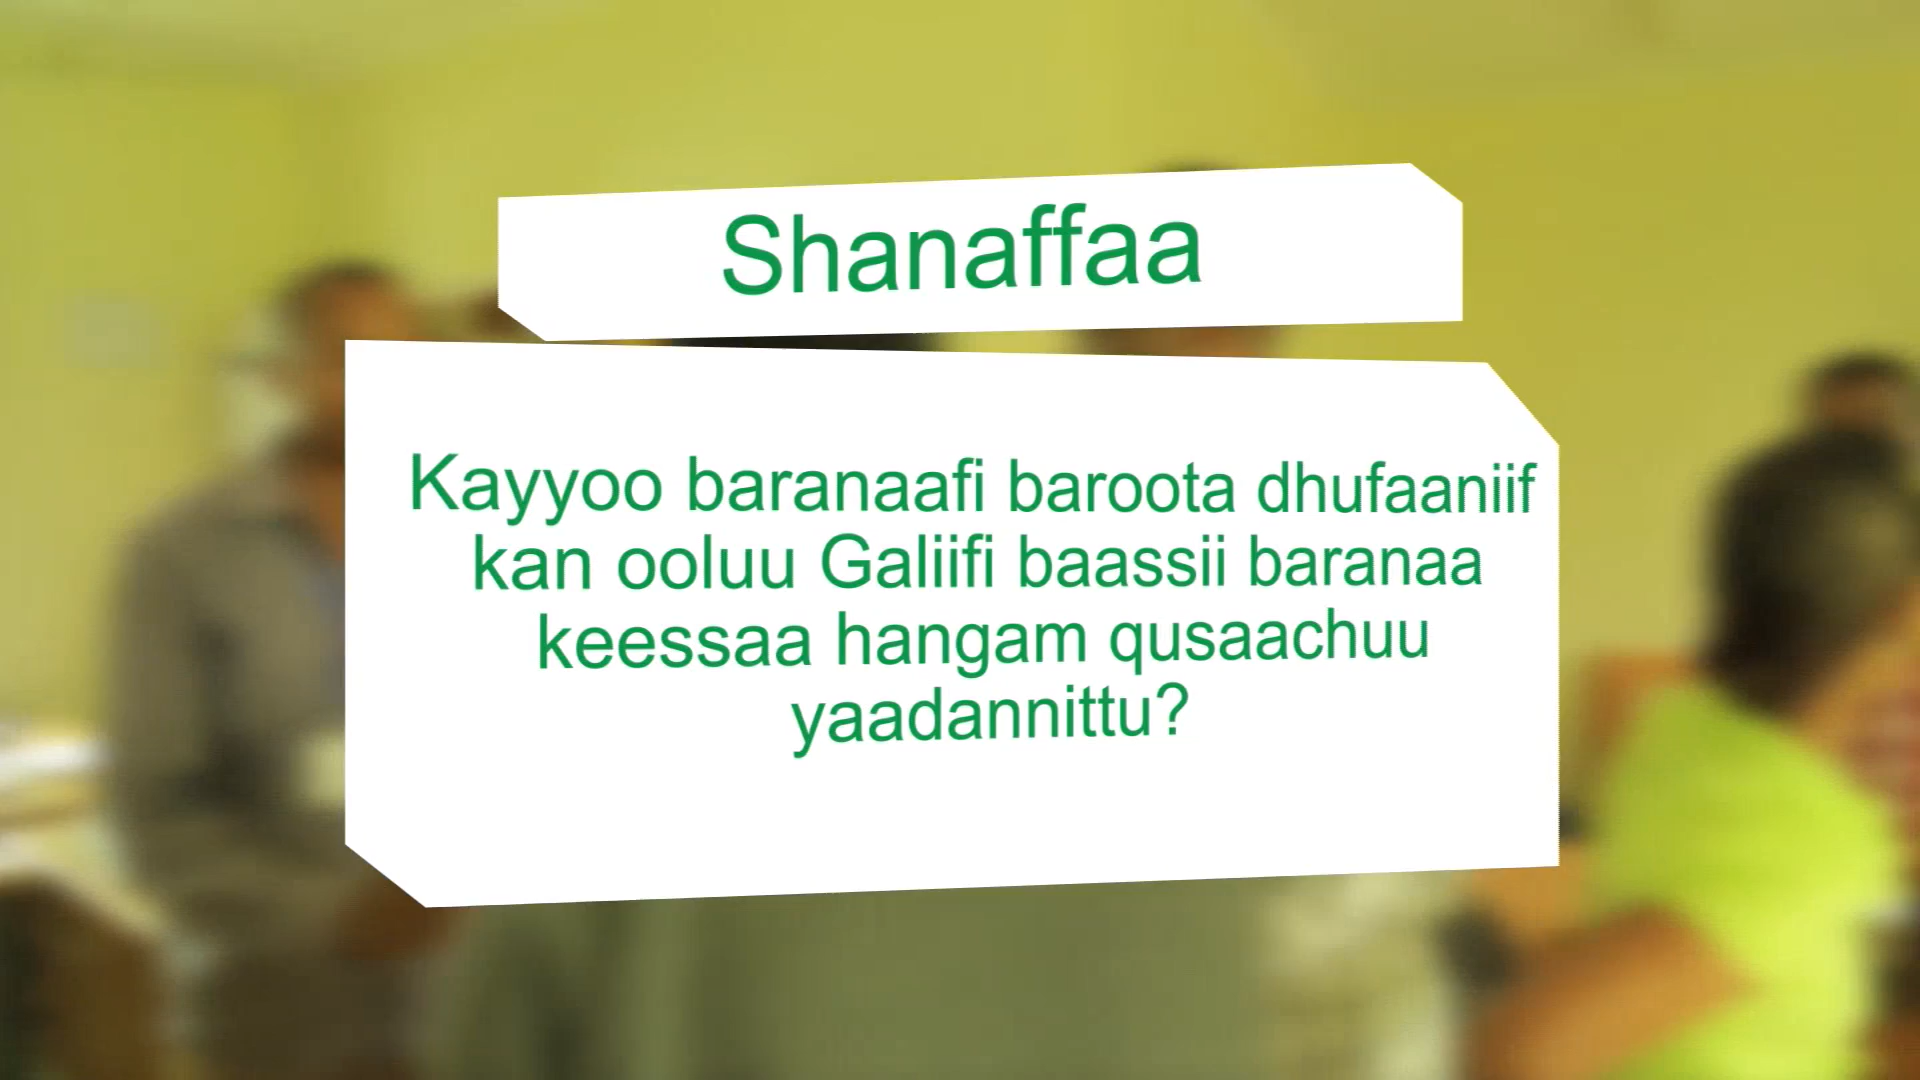 Shanaffaa
Kayyoo baranaafi baroota dhufaaniif
kan ooluu Galiifi baassii baranaa
keessaa hangam qusaachuu
yaadannittu?